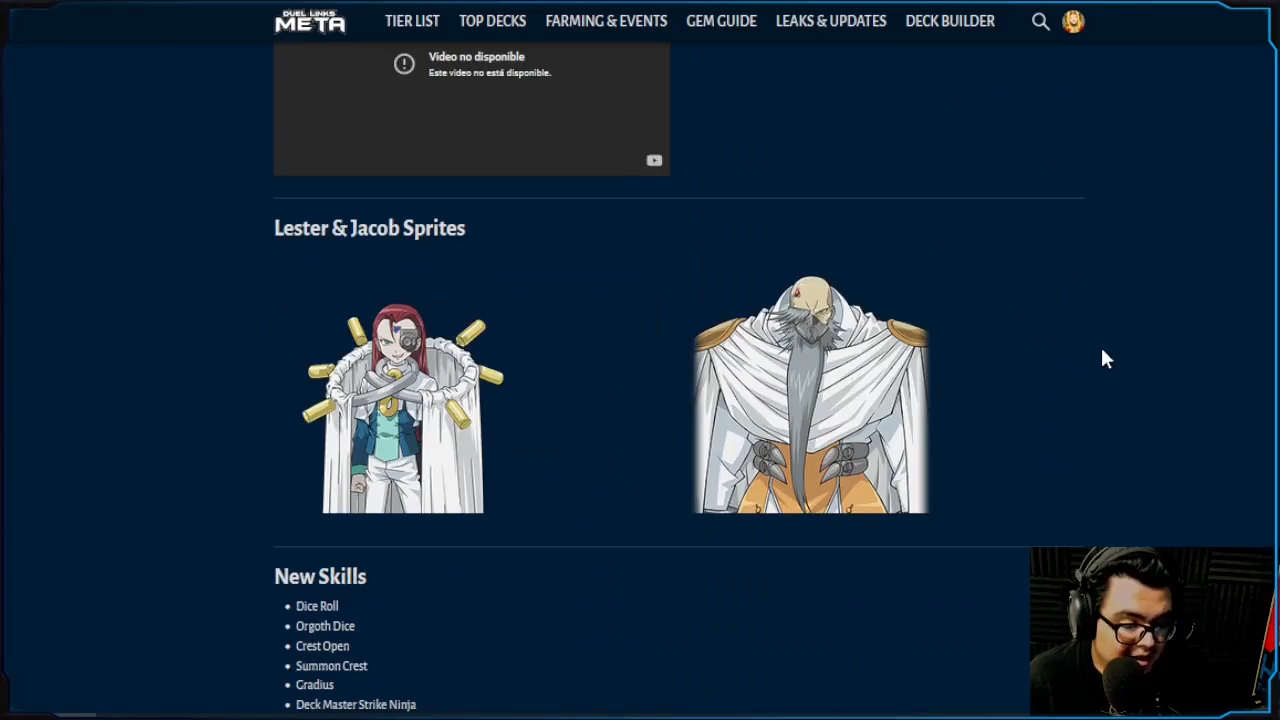 DUEL LINKS
META
TIER LIST
TOP DECKS
FARMING & EVENTS
GEM GUIDE
LEAKS & UPDATES
DECK BUILDER
Video no disponible
Este video no está disponible.
Lester & Jacob Sprites
New Skills
Dice Roll
Orgoth Dice
Crest Open
Summon Crest
Gradius
Deck Master Strike Ninja